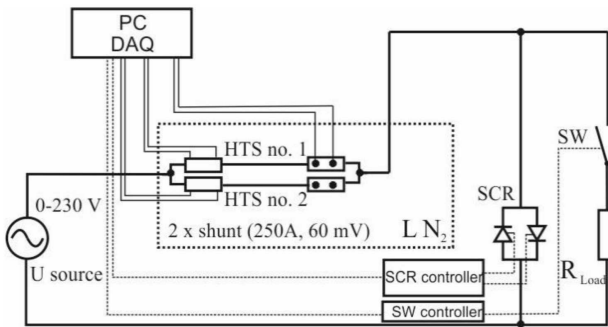 PC
DAQ
HTS no. 1
HTS no. 2
2 x shunt (250A, 60 mV)
L N₂
0-230 V
U source
SCR
SW
R Load
SCR controller
SW controller